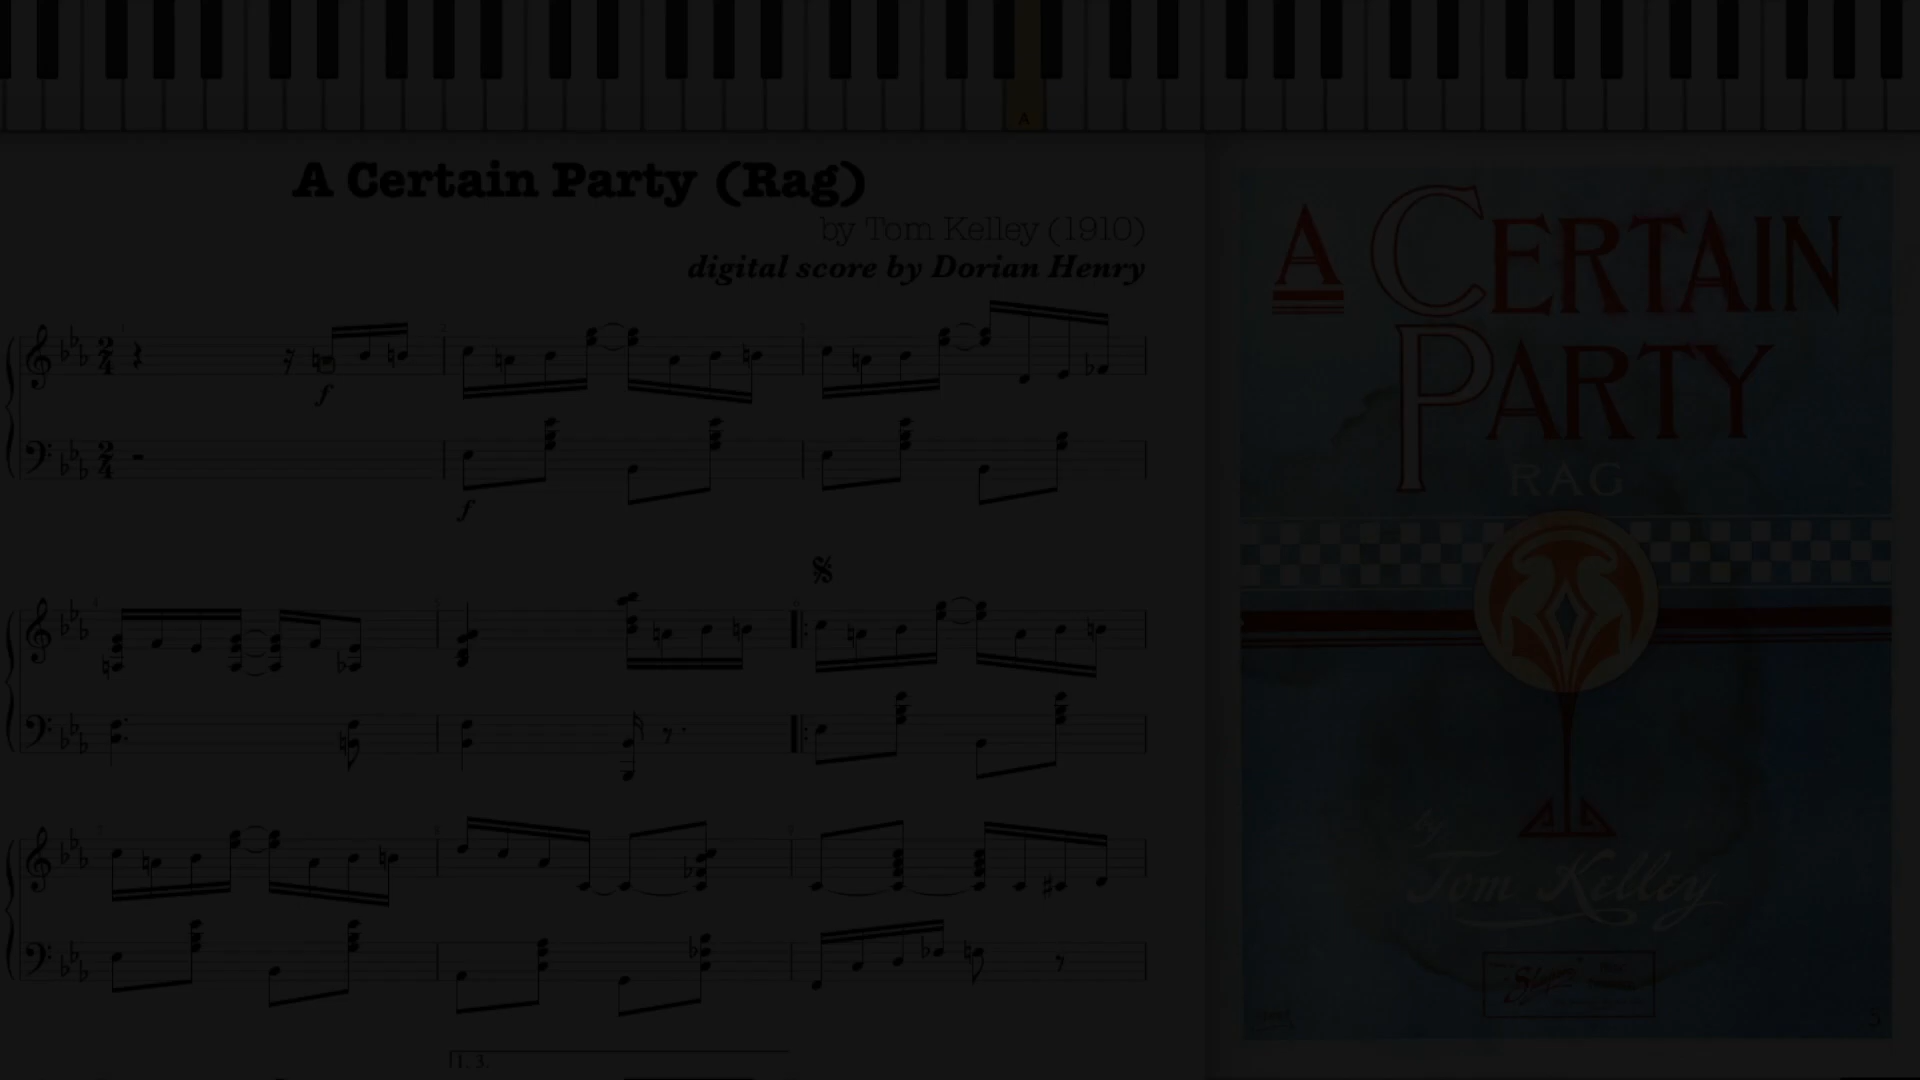 A
A Certain Party (Rag)
by Tom Kelley (1910)
digital score by Dorian Henry
f
f
1. 3.
A CERTAIN
PARTY
RAG
by
Tom Kelley
5